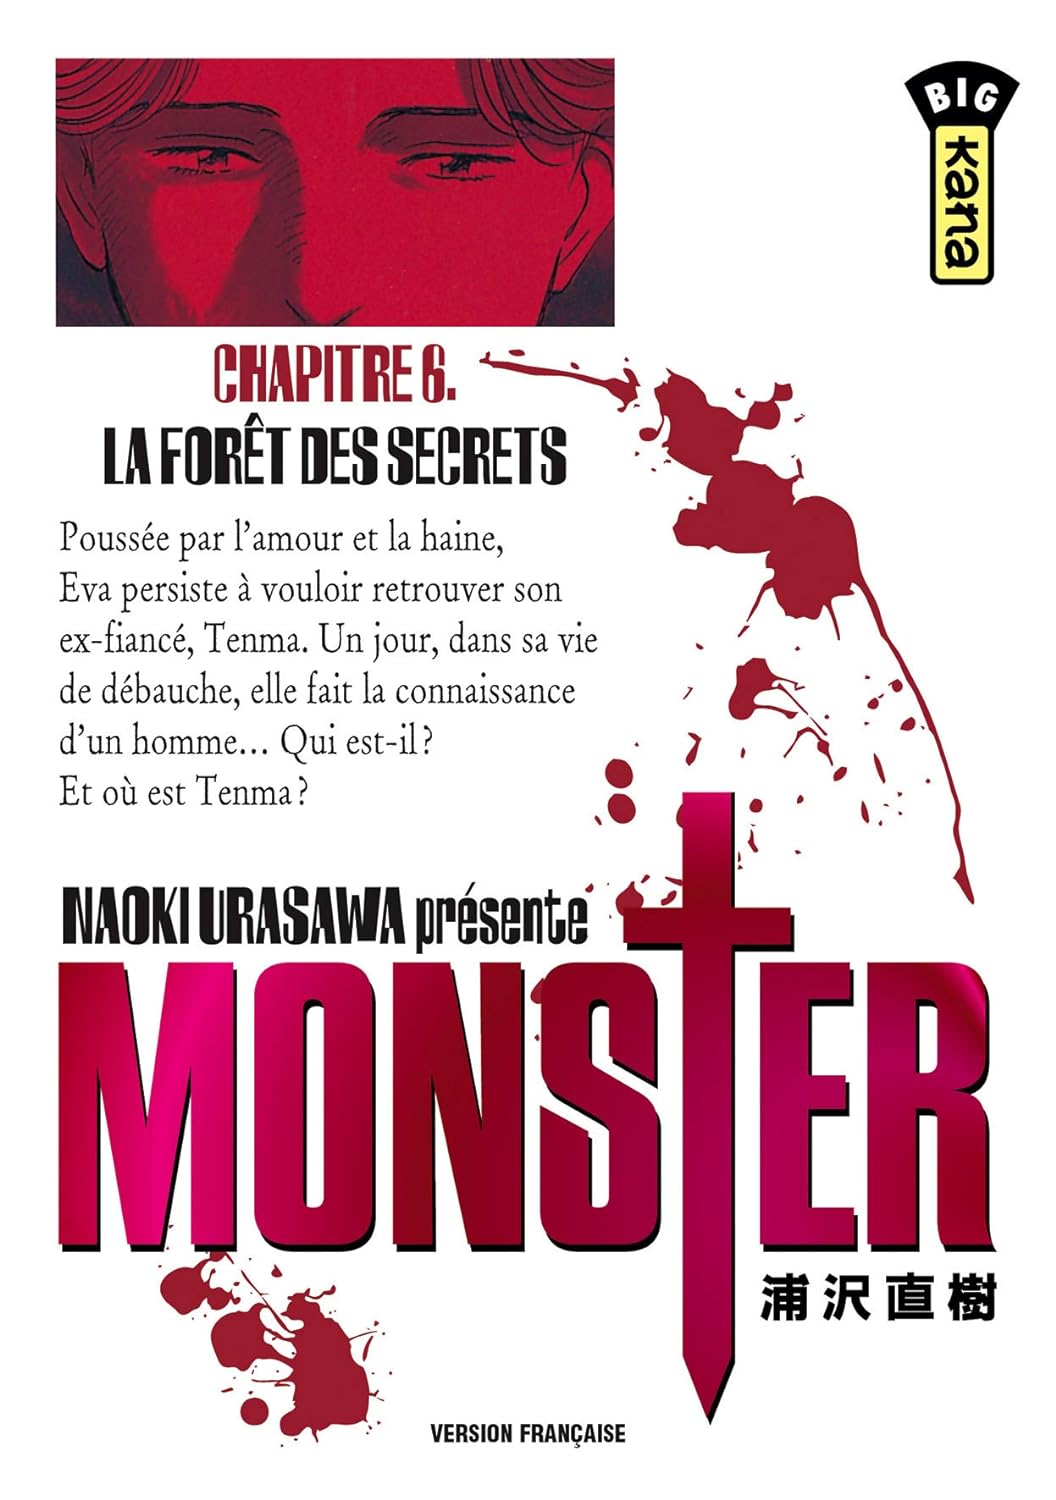 BIG
Kana
CHAPITRE 6.
LA FORÊT DES SECRETS
Poussée par l’amour et la haine,
Eva persiste à vouloir retrouver son
ex-fiancé, Tenma. Un jour, dans sa vie
de débauche, elle fait la connaissance
d’un homme... Qui est-il ?
Et où est Tenma ?
NAOKI URASAWA présente
MONSTER
浦沢直樹
VERSION FRANÇAISE